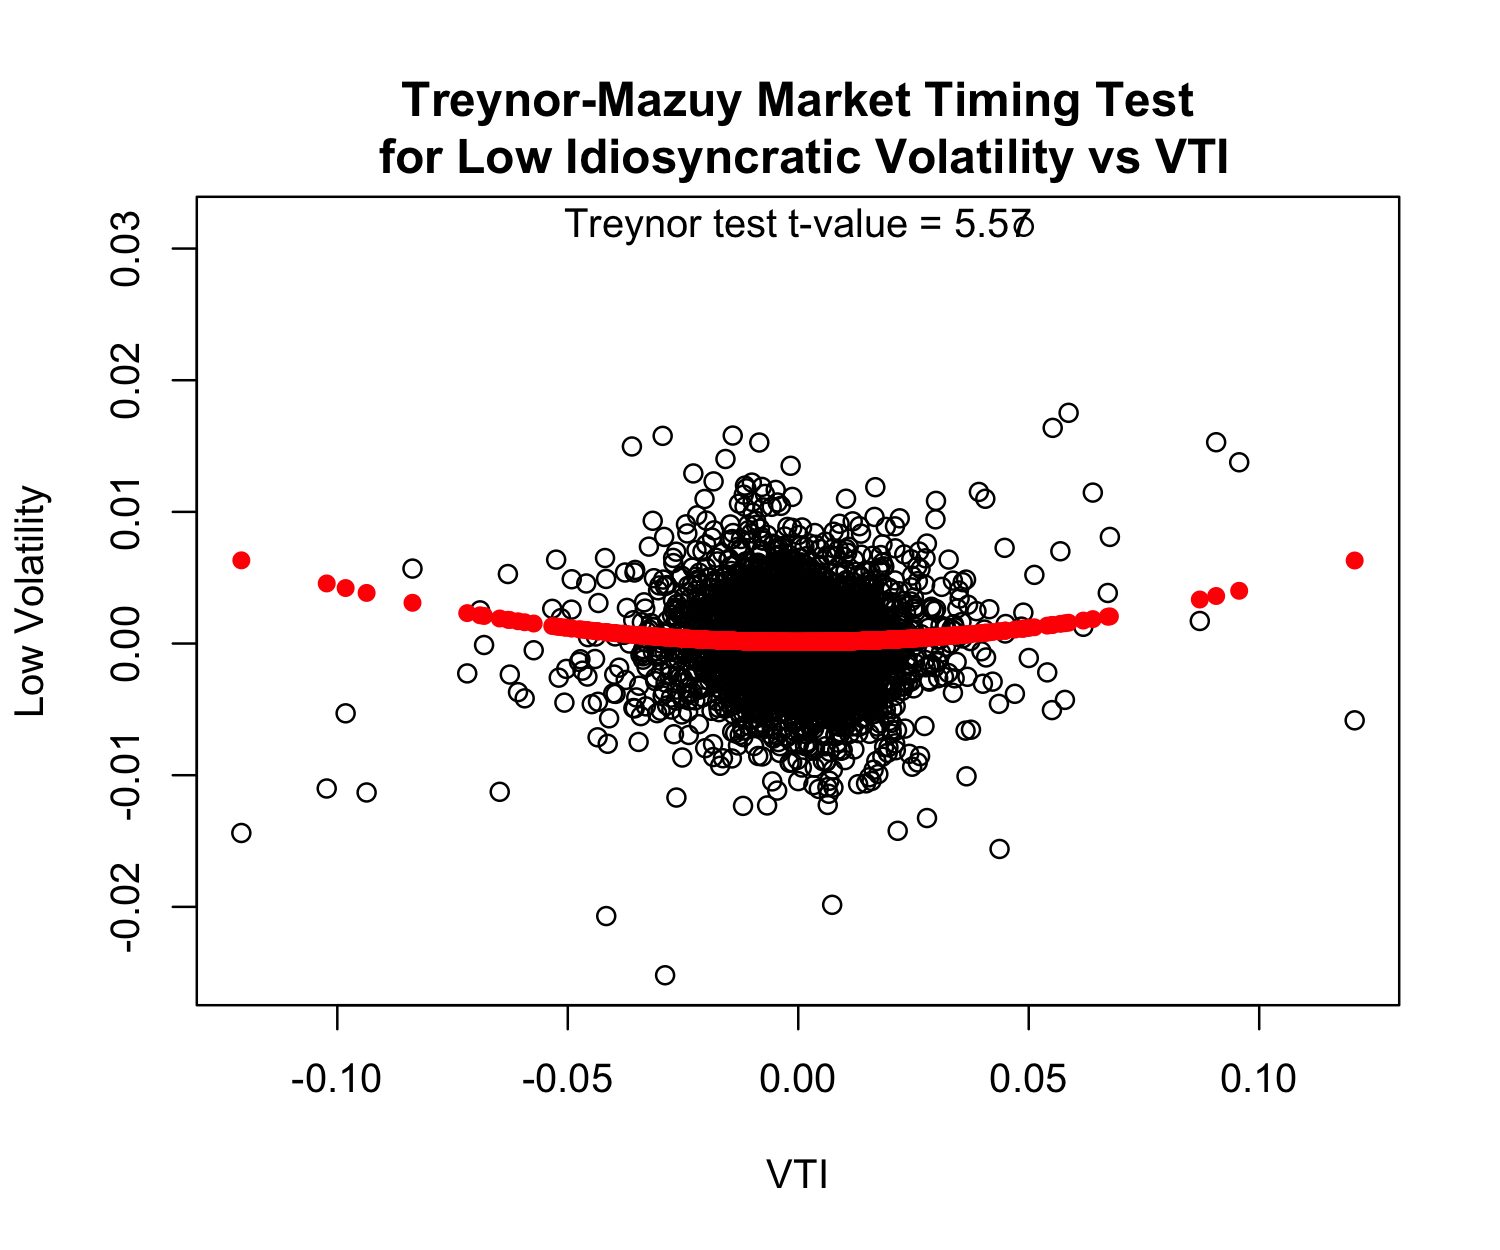 Treynor-Mazuy Market Timing Test
for Low Idiosyncratic Volatility vs VTI
Treynor test t-value = 5.57
Low Volatility
0.03
0.02
0.01
0.00
-0.01
-0.02
-0.10
-0.05
0.00
0.05
0.10
VTI